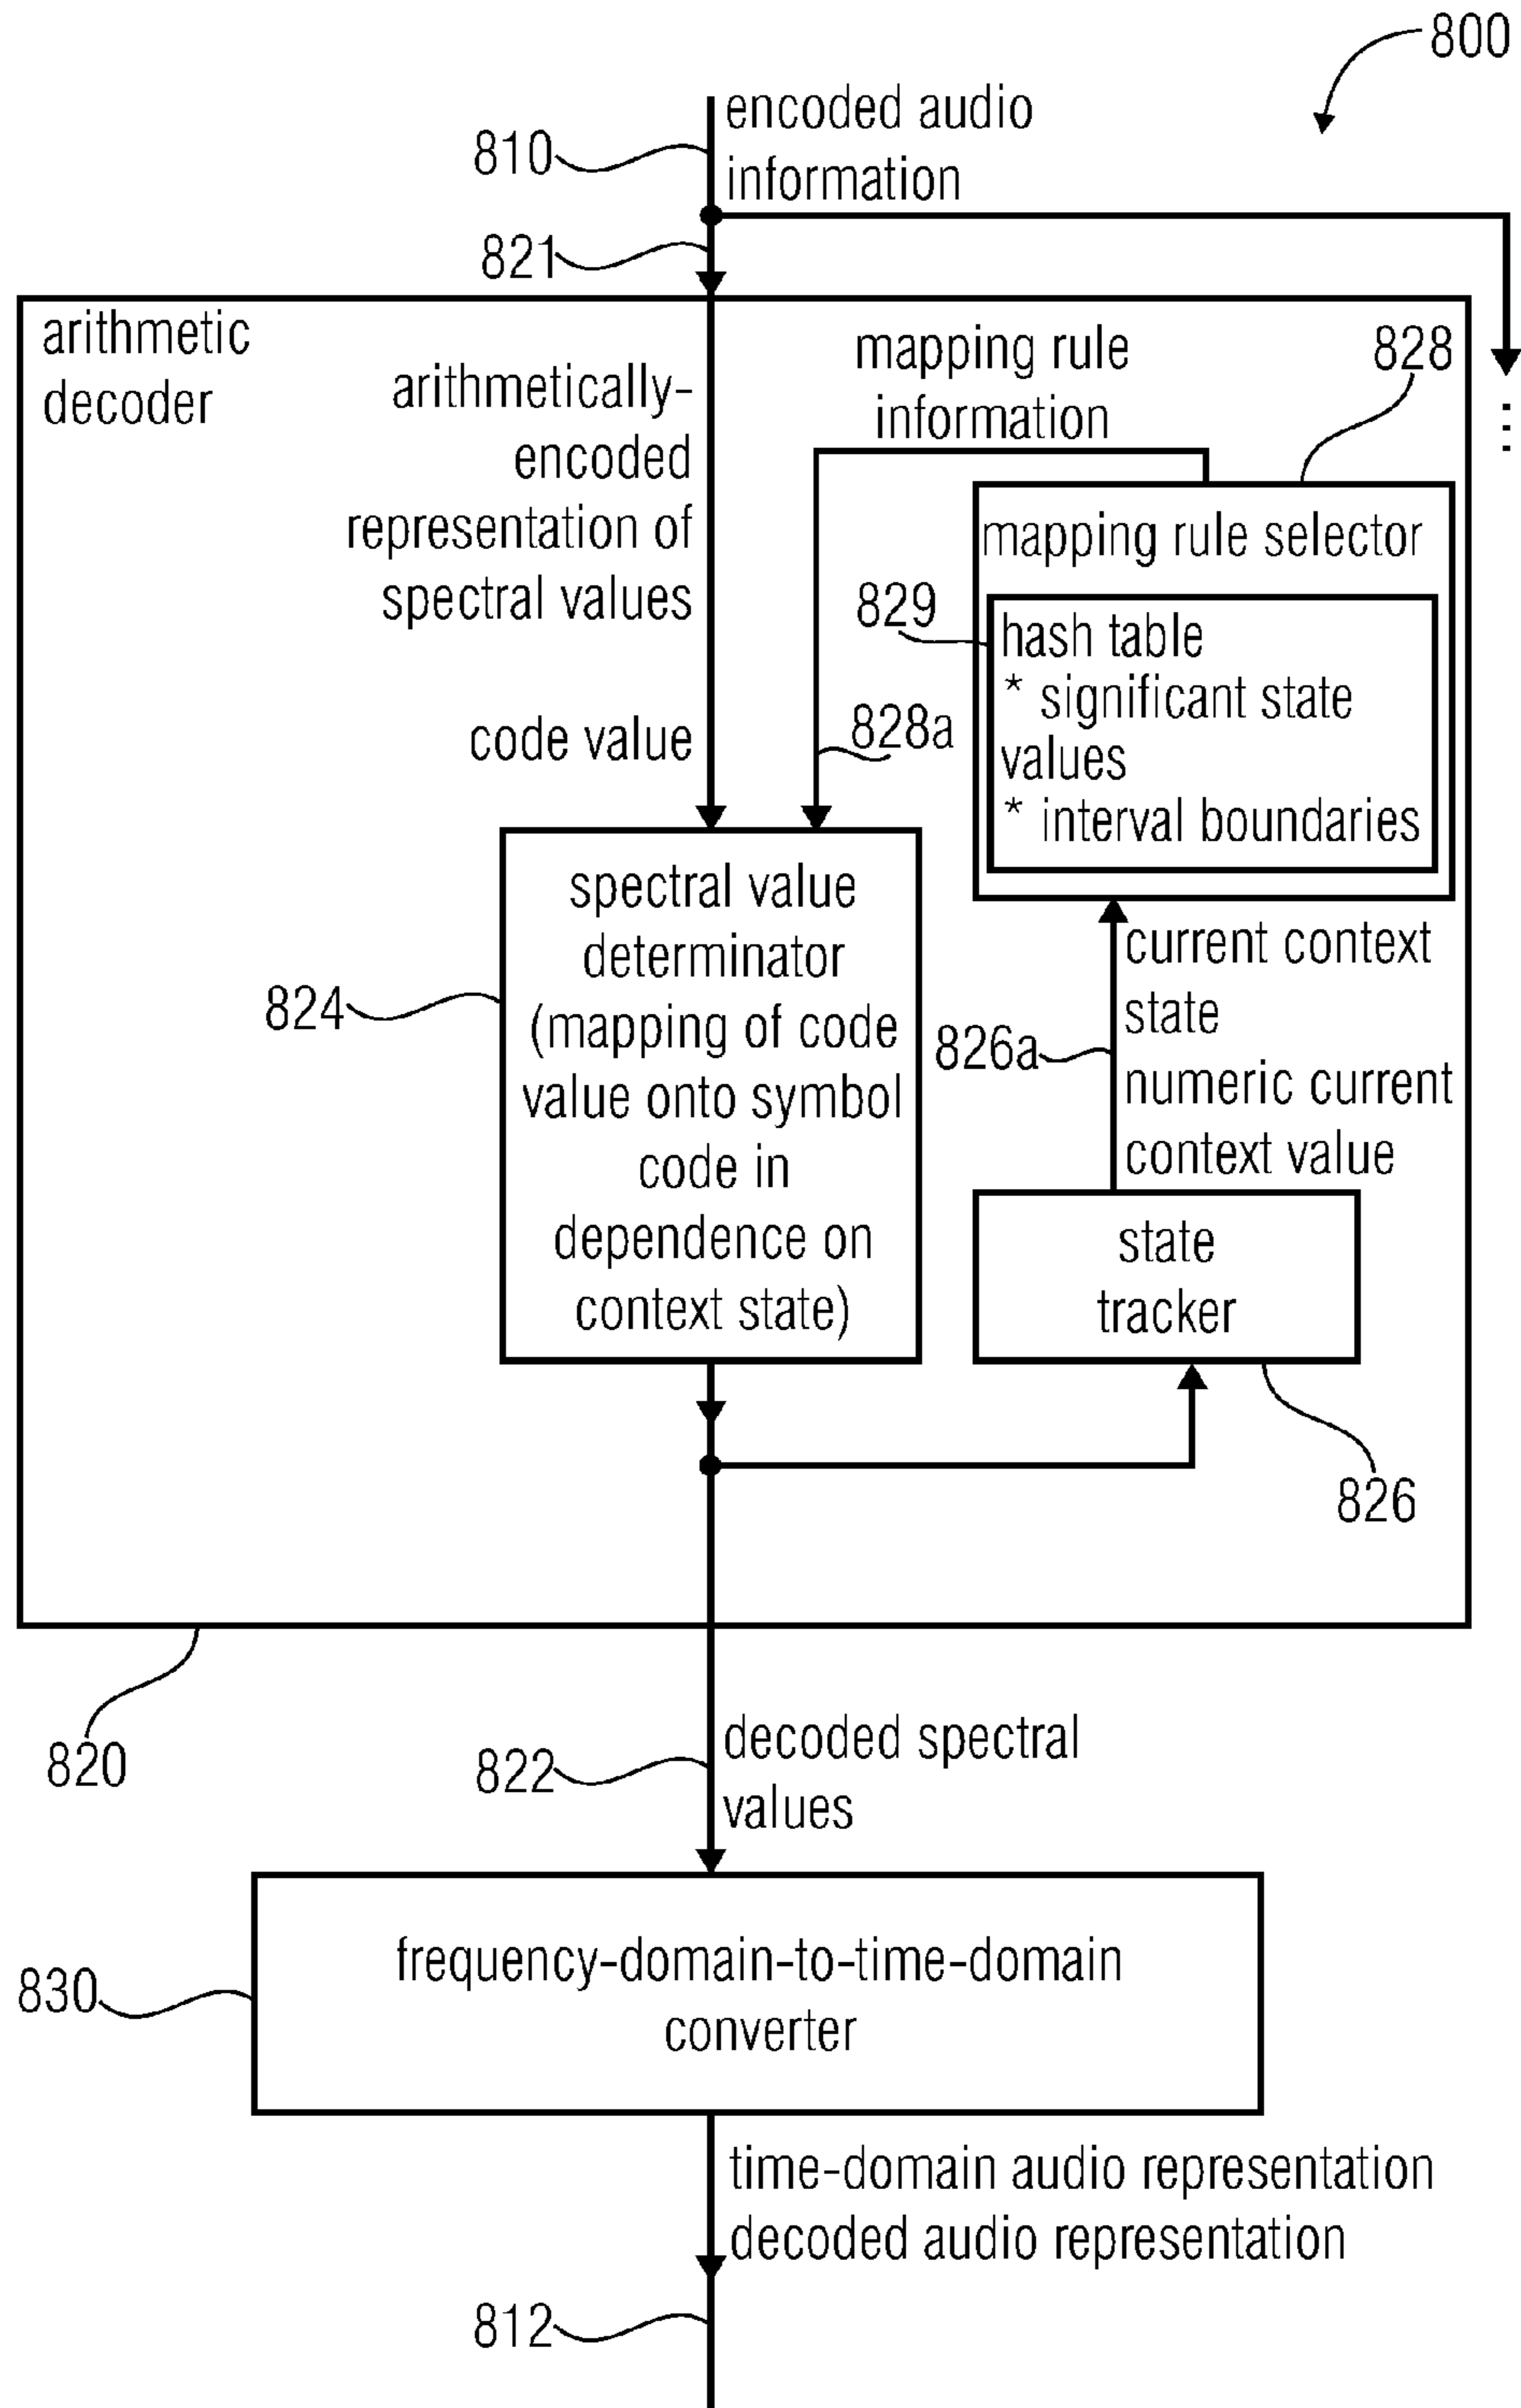 800
encoded audio
information
810
821
arithmetic
decoder
arithmetically-
encoded
representation of
spectral values
code value
mapping rule
information
828
mapping rule selector
829
hash table
* significant state
values
* interval boundaries
828a
spectral value
determinator
(mapping of code
value onto symbol
code in
dependence on
context state)
824
current context
state
numeric current
context value
826a
state
tracker
826
820
822
decoded spectral
values
frequency-domain-to-time-domain
converter
830
time-domain audio representation
decoded audio representation
812